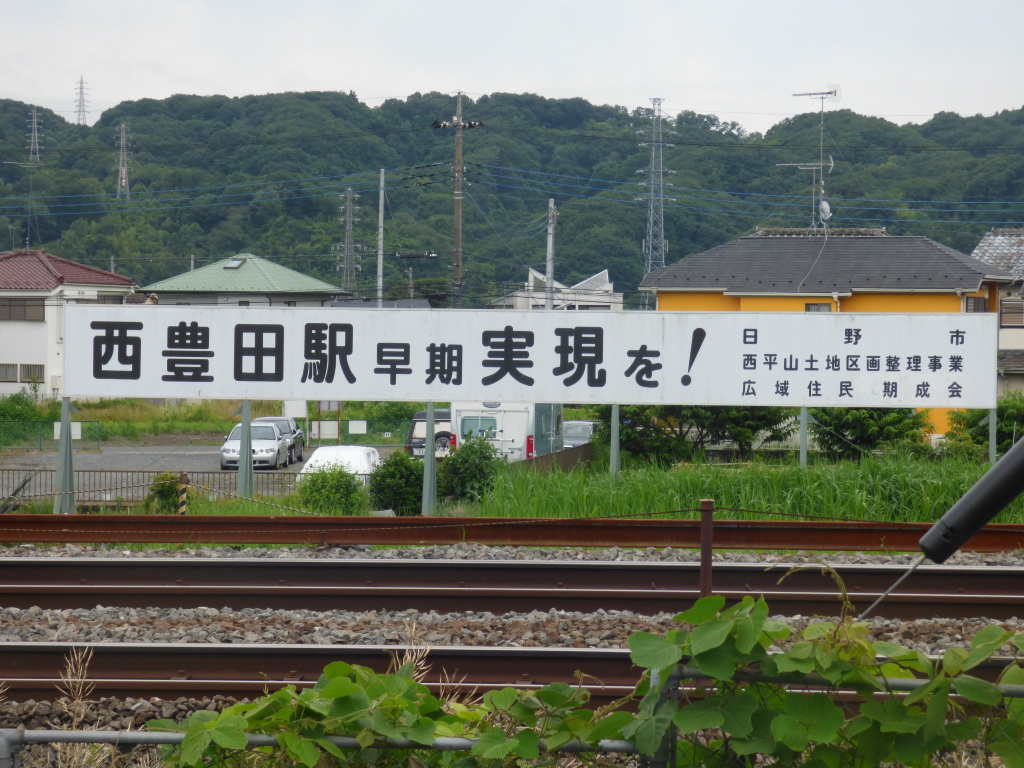 西豊田駅早期実現を!
日野市
西平山土地区画整理事業
広域住民期成会